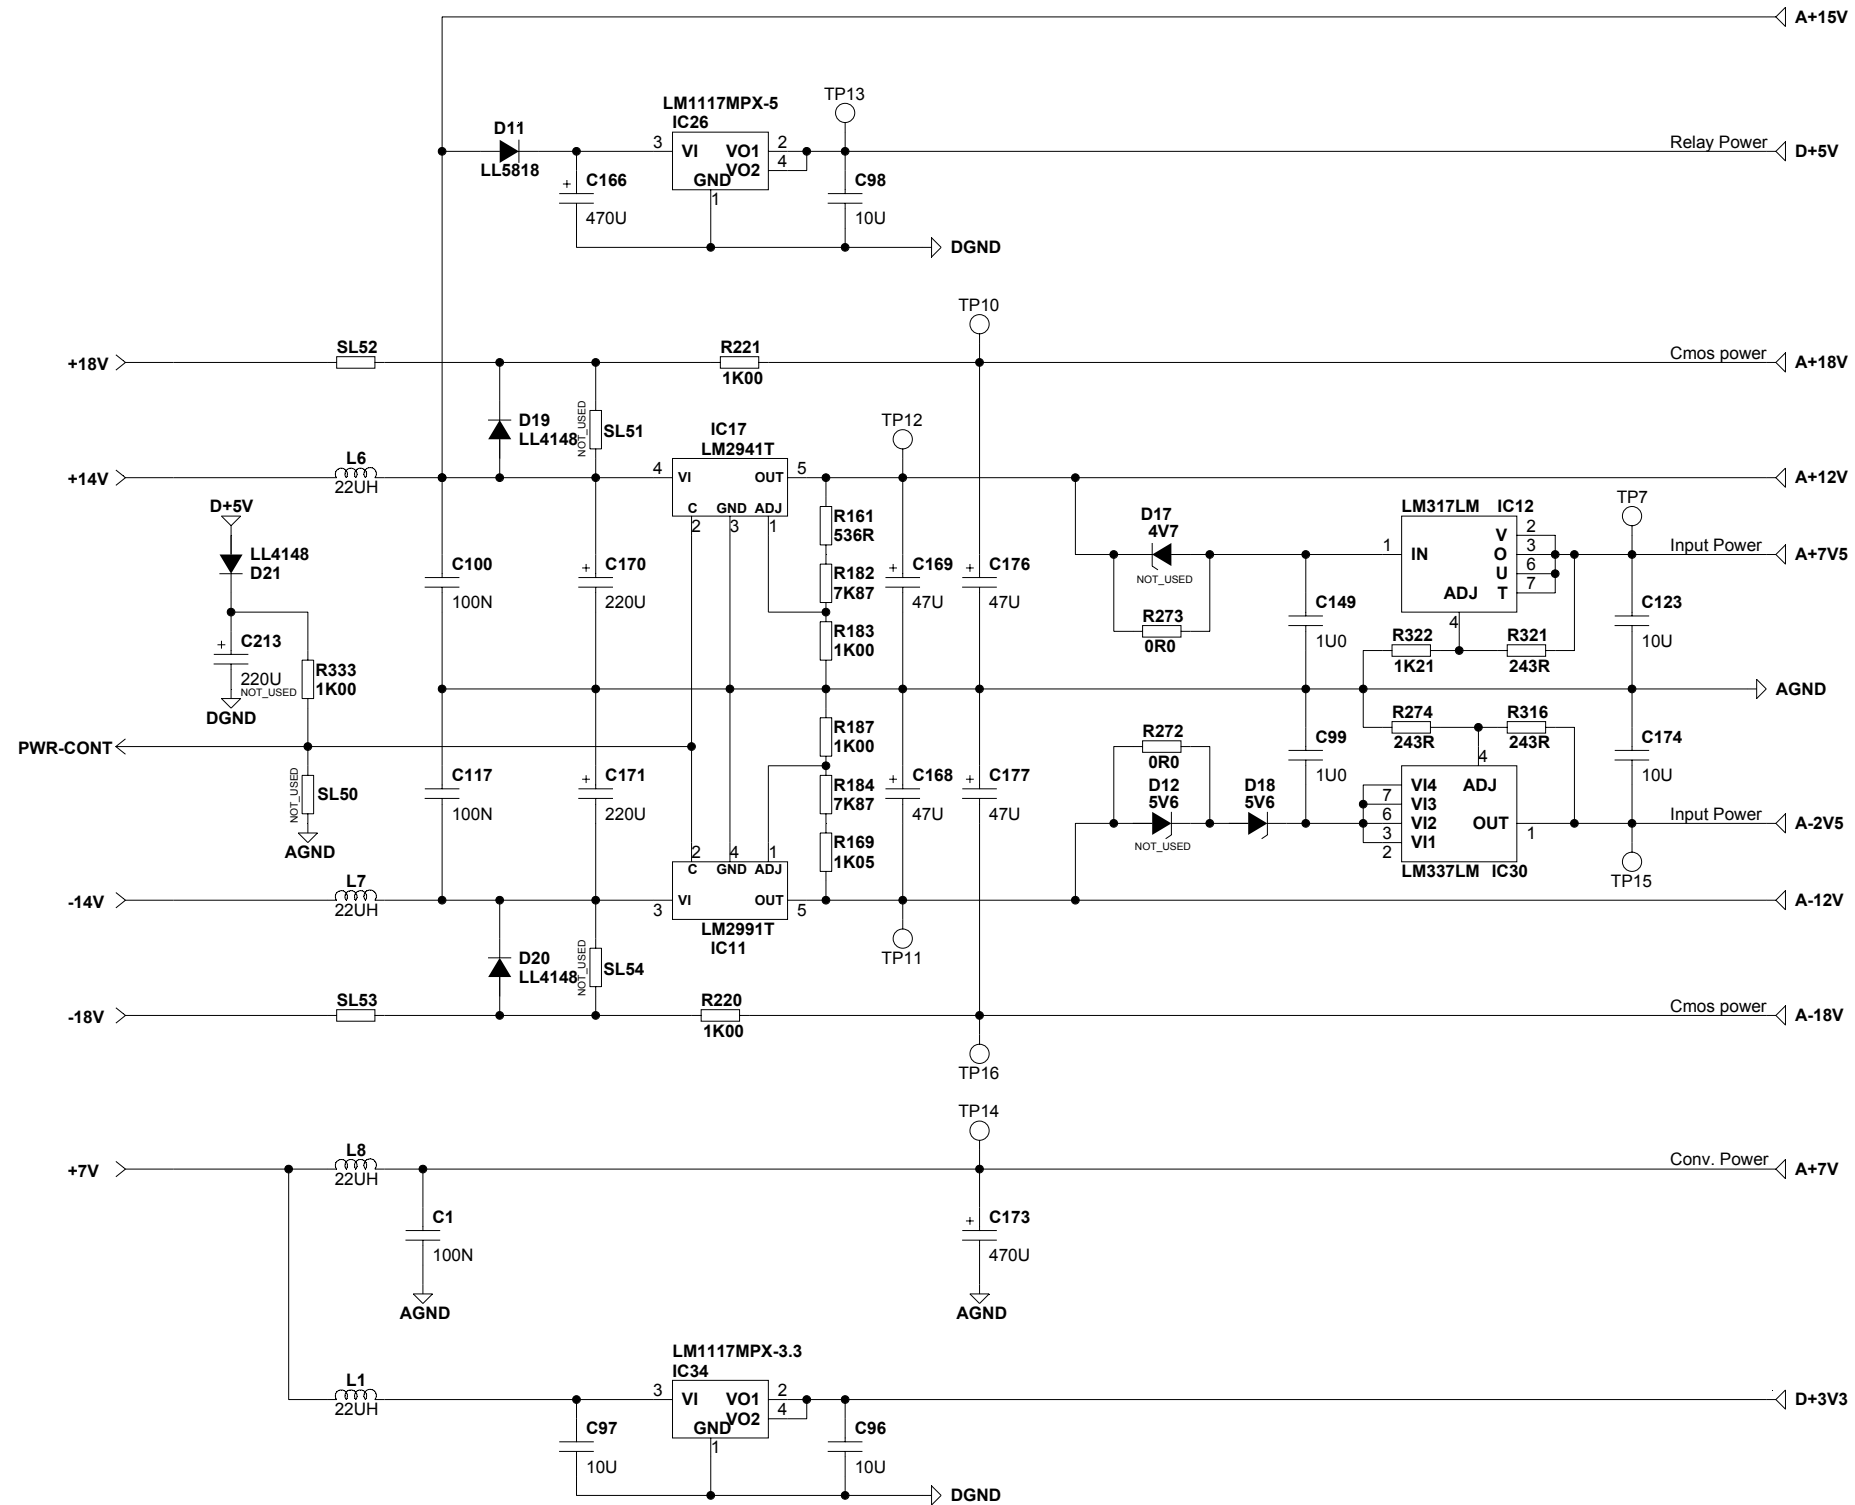 A+15V
LM1117MPX-5
IC26
TP13
D11
LL5818
3
VI
VO1
VO2
GND
2
4
1
Relay Power
D+5V
+
C166
470U
C98
10U
DGND
TP10
+18V
SL52
R221
1K00
Cmos power
A+18V
D19
LL4148
NOT_USED
SL51
IC17
LM2941T
TP12
+14V
L6
22UH
4
VI
OUT
5
A+12V
C
GND
ADJ
2
3
1
D+5V
LL4148
D21
C100
100N
+
C170
220U
R161
536R
R182
7K87
R183
1K00
+
C169
47U
+
C176
47U
D17
4V7
NOT_USED
R273
0R0
C149
1U0
LM317LM
IC12
TP7
1
IN
V
O
U
T
2
3
6
7
ADJ
4
Input Power
A+7V5
C123
10U
R322
1K21
R321
243R
+
C213
220U
NOT_USED
DGND
R333
1K00
AGND
PWR-CONT
NOT_USED
SL50
AGND
C117
100N
+
C171
220U
R187
1K00
R184
7K87
R169
1K05
+
C168
47U
+
C177
47U
R272
0R0
D12
5V6
NOT_USED
D18
5V6
C99
1U0
R274
243R
R316
243R
C174
10U
4
ADJ
VI4
VI3
VI2
VI1
7
6
3
2
OUT
1
LM337LM
IC30
Input Power
A-2V5
TP15
2
4
1
C
GND
ADJ
-14V
L7
22UH
3
VI
OUT
5
LM2991T
IC11
TP11
A-12V
D20
LL4148
NOT_USED
SL54
-18V
SL53
R220
1K00
Cmos power
A-18V
TP16
TP14
+7V
L8
22UH
Conv. Power
A+7V
C1
100N
AGND
+
C173
470U
AGND
LM1117MPX-3.3
IC34
L1
22UH
3
VI
VO1
VO2
GND
2
4
1
D+3V3
C97
10U
C96
10U
DGND